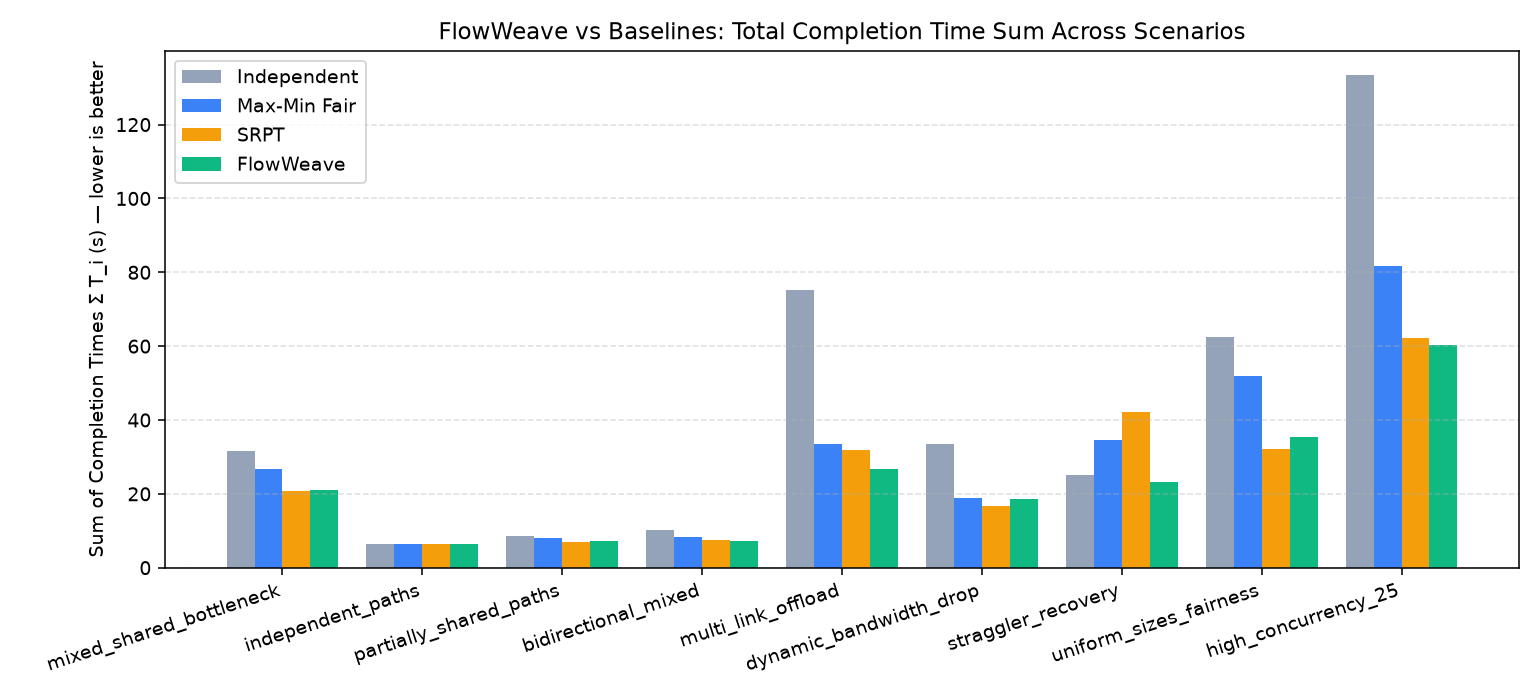 FlowWeave vs Baselines: Total Completion Time Sum Across Scenarios
Sum of Completion Times Σ T_i (s) — lower is better
Independent
Max-Min Fair
SRPT
FlowWeave
120
100
80
60
40
20
0
mixed_shared_bottleneck
independent_paths
partially_shared_paths
bidirectional_mixed
multi_link_offload
dynamic_bandwidth_drop
straggler_recovery
uniform_sizes_fairness
high_concurrency_25